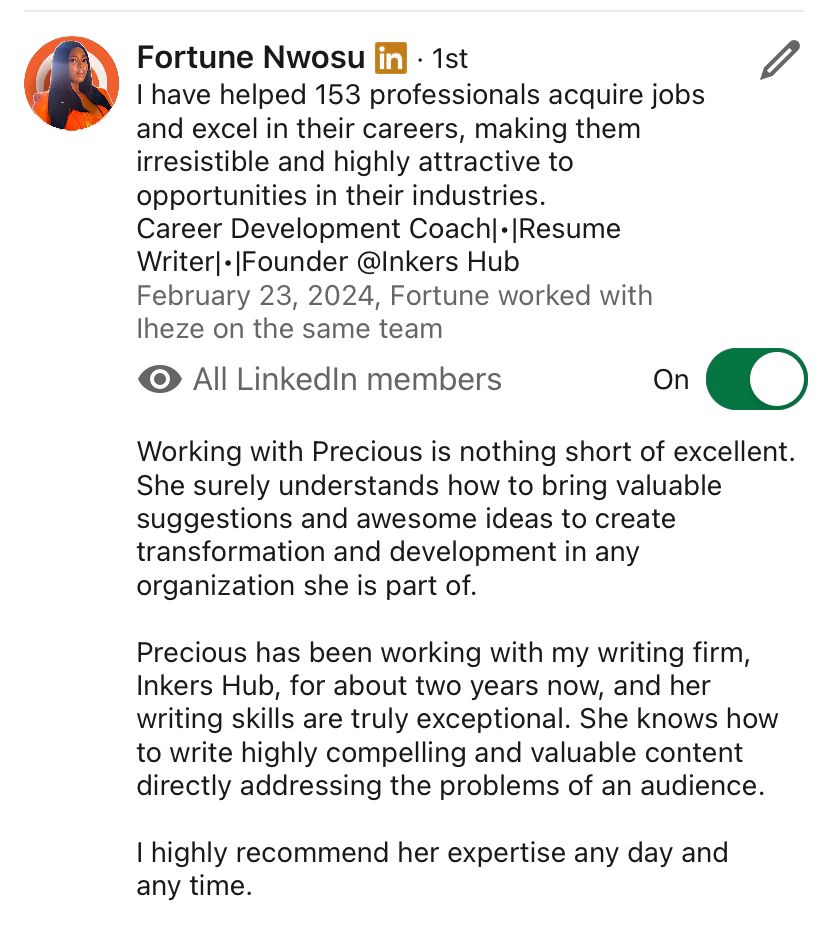 Fortune Nwosu in · 1st
I have helped 153 professionals acquire jobs
and excel in their careers, making them
irresistible and highly attractive to
opportunities in their industries.
Career Development Coach|•|Resume
Writer|•|Founder @Inkers Hub
February 23, 2024, Fortune worked with
Iheze on the same team
All LinkedIn members On
Working with Precious is nothing short of excellent.
She surely understands how to bring valuable
suggestions and awesome ideas to create
transformation and development in any
organization she is part of.
Precious has been working with my writing firm,
Inkers Hub, for about two years now, and her
writing skills are truly exceptional. She knows how
to write highly compelling and valuable content
directly addressing the problems of an audience.
I highly recommend her expertise any day and
any time.